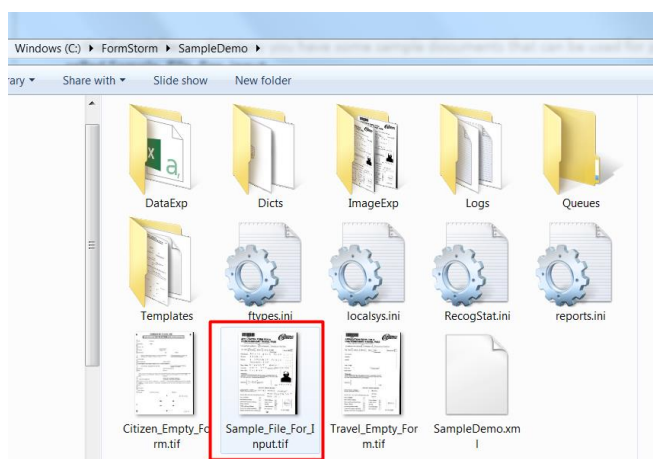 Windows (C:) ▸ FormStorm ▸ SampleDemo ▸
rary ▾ Share with ▾ Slide show New folder
DataExp Dicts ImageExp Logs Queues
Templates ftypes.ini localsys.ini RecogStat.ini reports.ini
Citizen_Empty_Fo Sample_File_For_I Travel_Empty_For SampleDemo.xm
rm.tif nput.tif m.tif l